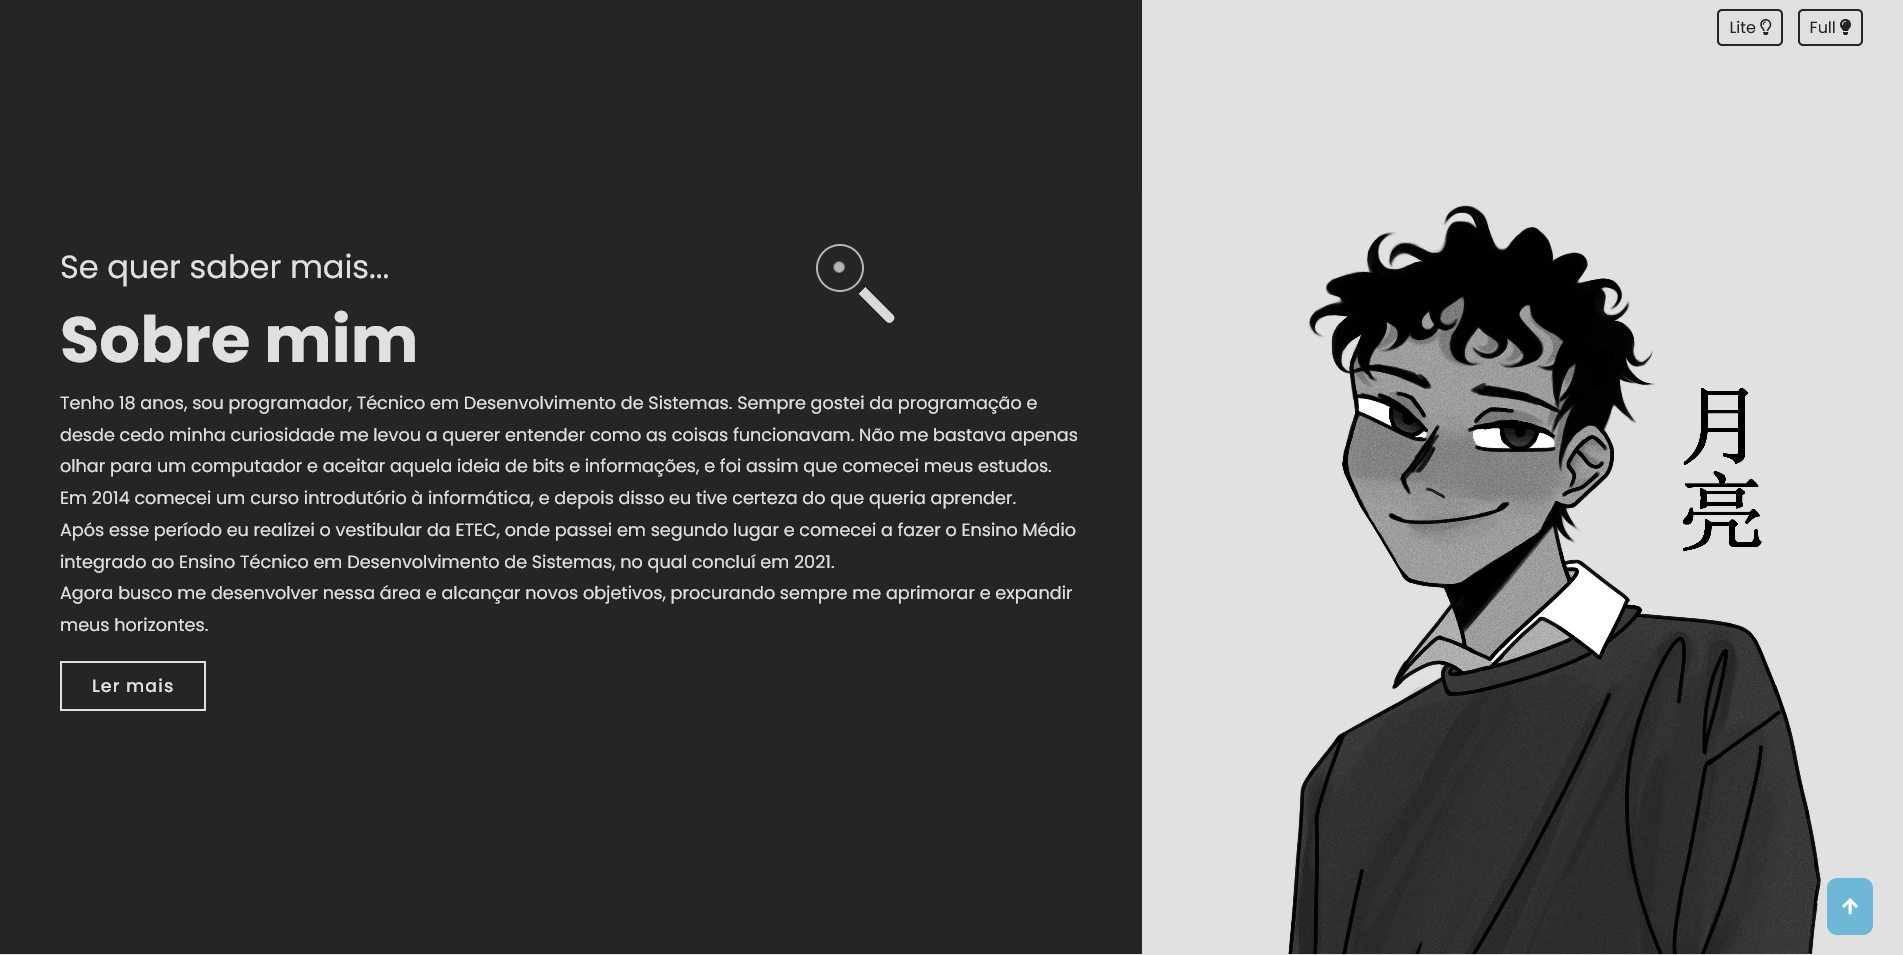 Lite
Full
Se quer saber mais...
Sobre mim
Tenho 18 anos, sou programador, Técnico em Desenvolvimento de Sistemas. Sempre gostei da programação e
desde cedo minha curiosidade me levou a querer entender como as coisas funcionavam. Não me bastava apenas
olhar para um computador e aceitar aquela ideia de bits e informações, e foi assim que comecei meus estudos.
Em 2014 comecei um curso introdutório à informática, e depois disso eu tive certeza do que queria aprender.
Após esse período eu realizei o vestibular da ETEC, onde passei em segundo lugar e comecei a fazer o Ensino Médio
integrado ao Ensino Técnico em Desenvolvimento de Sistemas, no qual concluí em 2021.
Agora busco me desenvolver nessa área e alcançar novos objetivos, procurando sempre me aprimorar e expandir
meus horizontes.
Ler mais
月亮